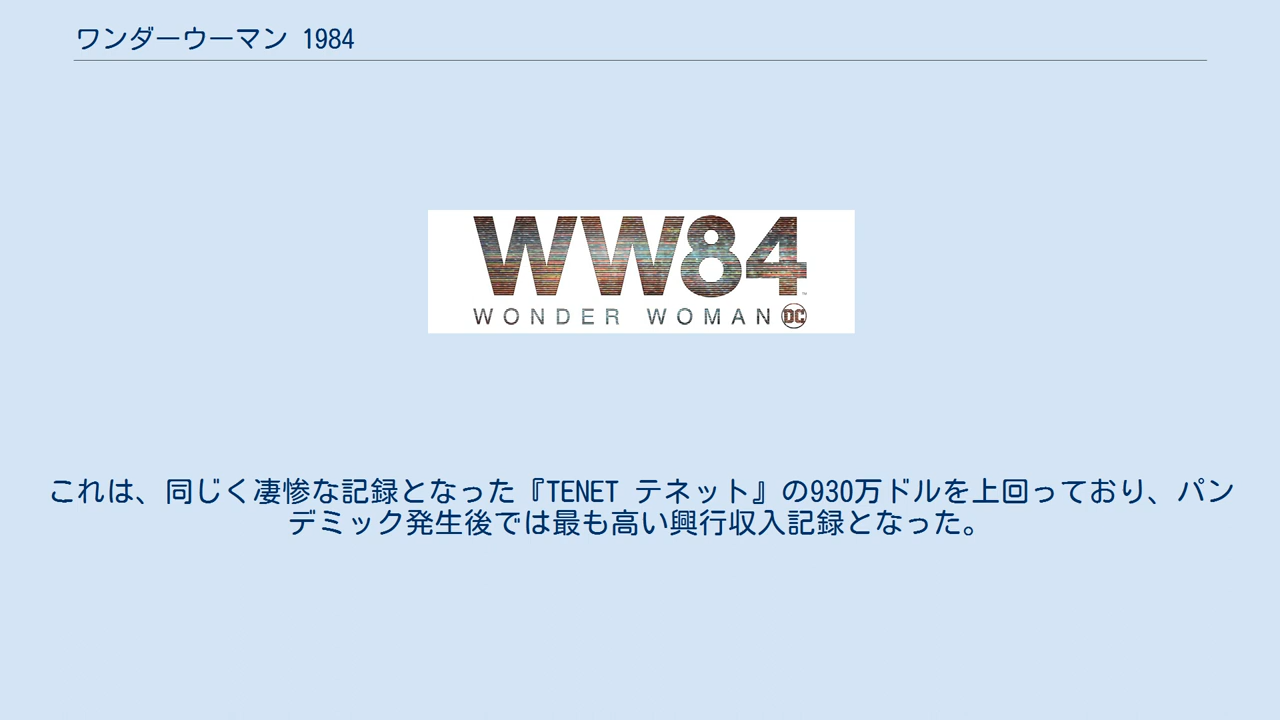 ワンダーウーマン 1984
WW84
WONDER WOMAN DC
これは、同じく凄惨な記録となった『TENET テネット』の930万ドルを上回っており、パン
デミック発生後では最も高い興行収入記録となった。